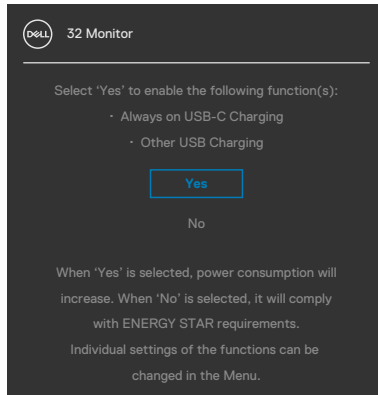 DELL
32 Monitor
Select ‘Yes’ to enable the following function(s):
· Always on USB-C Charging
· Other USB Charging
Yes
No
When ‘Yes’ is selected, power consumption will
increase. When ‘No’ is selected, it will comply
with ENERGY STAR requirements.
Individual settings of the functions can be
changed in the Menu.